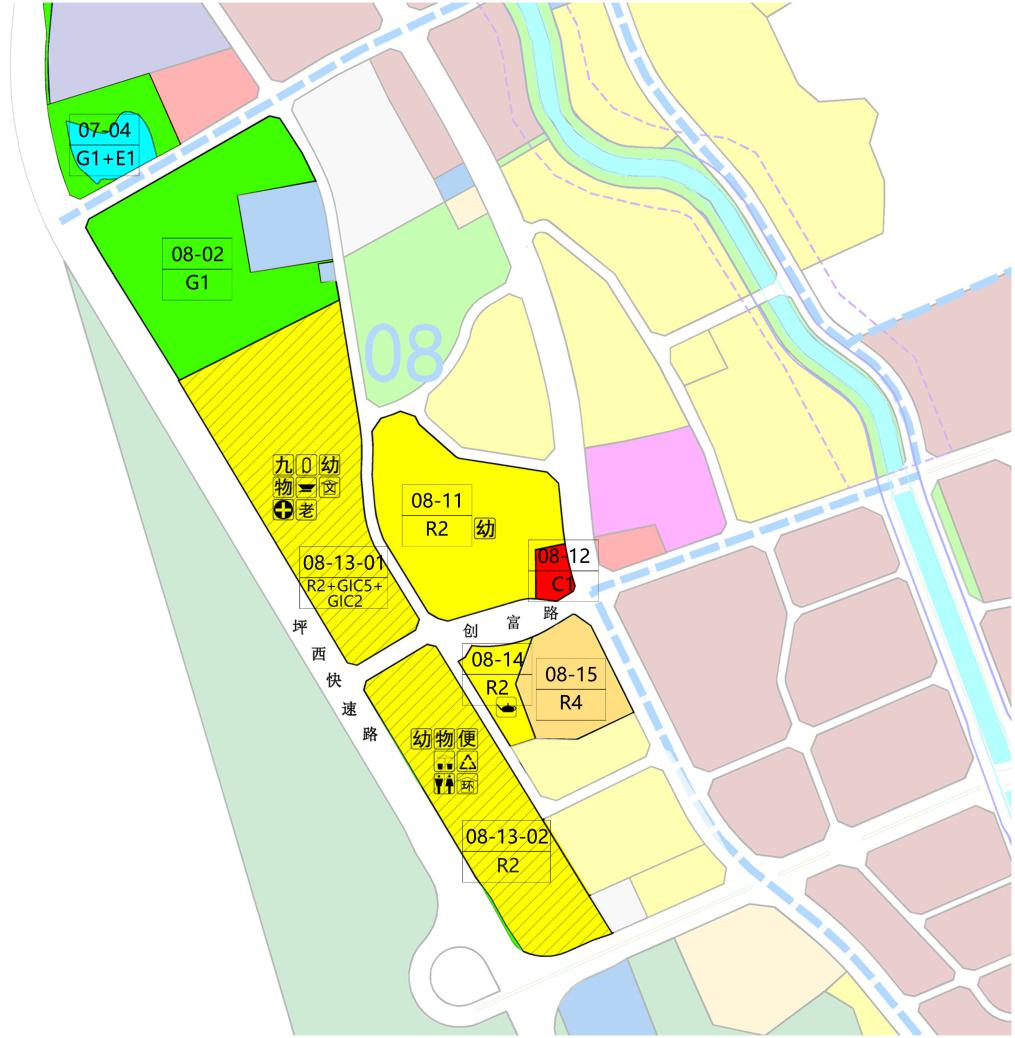 07-04
G1+E1
08-02
G1
08
九 幼
物 文
老
08-11
R2 幼
08-12
C1
08-13-01
R2+GIC5+
GIC2
创富路
坪西快速路
08-14
R2
08-15
R4
幼物便
环
08-13-02
R2